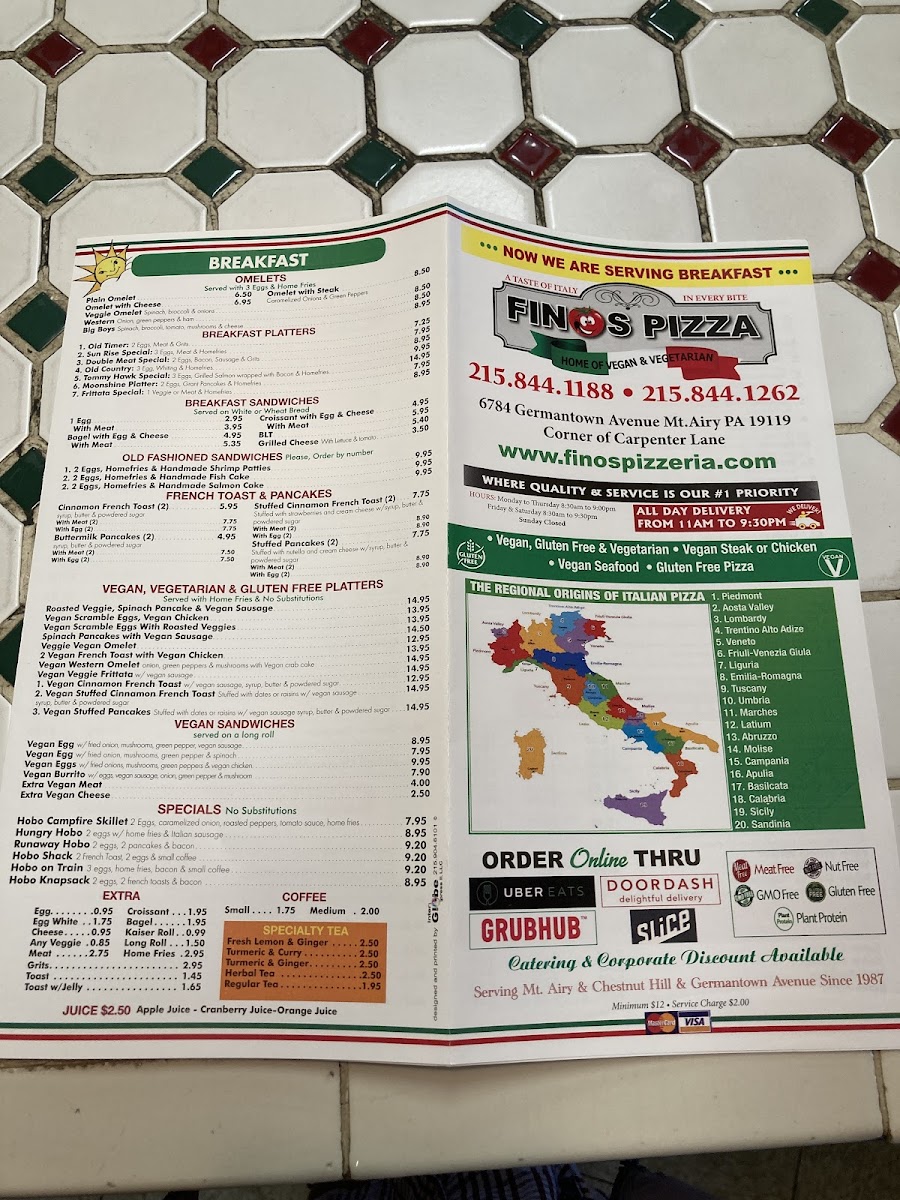 BREAKFAST
OMELETS
Served with 3 Eggs & Home Fries
Plain Omelet 6.50
Omelet with Cheese 6.95
Omelet with Steak 8.50
Caramelized Onions & Green Peppers
Veggie Omelet Spinach, broccoli & onions 8.50
Western Onion, green peppers & ham 8.50
Big Boys Spinach, broccoli, tomato, mushrooms & cheese 8.95
BREAKFAST PLATTERS
1. Old Timer: 2 Eggs, Meat & Grits 7.25
2. Sun Rise Special: 3 Eggs, Meat & Homefries 7.95
3. Double Meat Special: 2 Eggs, Bacon, Sausage & Grits 8.95
4. Old Country: 3 Egg, Whiting & Homefries 9.95
5. Tommy Hawk Special: 3 Eggs, Grilled Salmon wrapped with Bacon & Homefries 14.95
6. Moonshine Platter: 2 Eggs, Grant Pancakes & Homefries 7.95
7. Frittata Special: 1 Veggie or Meat & Homefries 8.95
BREAKFAST SANDWICHES
Served on White or Wheat Bread
1 Egg 2.95
With Meat 3.95
Bagel with Egg & Cheese 4.95
With Meat 5.35
Croissant with Egg & Cheese 4.95
With Meat 5.95
BLT 5.40
Grilled Cheese With Lettuce & tomato 3.50
OLD FASHIONED SANDWICHES Please, Order by number
1. 2 Eggs, Homefries & Handmade Shrimp Patties 9.95
2. 2 Eggs, Homefries & Handmade Fish Cake 9.95
2. 2 Eggs, Homefries & Handmade Salmon Cake 9.95
FRENCH TOAST & PANCAKES
Cinnamon French Toast (2) 5.95
syrup, butter & powdered sugar
With Meat (2) 7.75
With Egg (2) 7.75
Buttermilk Pancakes (2) 4.95
syrup, butter & powdered sugar
With Meat (2) 7.50
With Egg (2) 7.50
Stuffed Cinnamon French Toast (2) 7.75
Stuffed with strawberries and cream cheese w/syrup, butter & powdered sugar
With Meat (2) 8.90
With Egg (2) 8.90
Stuffed Pancakes (2) 7.75
Stuffed with nutella and cream cheese w/syrup, butter & powdered sugar
With Meat (2) 8.90
With Egg (2) 8.90
VEGAN, VEGETARIAN & GLUTEN FREE PLATTERS
Served with Home Fries & No Substitutions
Roasted Veggie, Spinach Pancake & Vegan Sausage 14.95
Vegan Scramble Eggs, Vegan Chicken 13.95
Vegan Scramble Eggs With Roasted Veggies 13.95
Spinach Pancakes with Vegan Sausage 14.50
Veggie Vegan Omelet 12.95
2 Vegan French Toast with Vegan Chicken 13.95
Vegan Western Omelet onion, green peppers & mushrooms with Vegan crab cake 14.95
Vegan Veggie Frittata w/ vegan sausage 14.95
1. Vegan Cinnamon French Toast w/ vegan sausage, syrup, butter & powdered sugar 12.95
2. Vegan Stuffed Cinnamon French Toast Stuffed with dates or raisins w/ vegan sausage 14.95
syrup, butter & powdered sugar
3. Vegan Stuffed Pancakes Stuffed with dates or raisins w/ vegan sausage syrup, butter & powdered sugar 14.95
VEGAN SANDWICHES
served on a long roll
Vegan Egg w/ fried onion, mushrooms, green pepper, vegan sausage 8.95
Vegan Egg w/ fried onion, mushrooms, green pepper & spinach 7.95
Vegan Eggs w/ fried onions, mushrooms, green peppers & vegan chicken 9.95
Vegan Burrito w/ eggs, vegan sausage, onion, green pepper & mushroom 7.90
Extra Vegan Meat 4.00
Extra Vegan Cheese 2.50
SPECIALS No Substitutions
Hobo Campfire Skillet 2 Eggs, caramelized onion, roasted peppers, tomato sauce, home fries 7.95
Hungry Hobo 2 eggs w/ home fries & Italian sausage 8.95
Runaway Hobo 2 eggs, 2 pancakes & bacon 9.20
Hobo Shack 2 French Toast, 2 eggs & small coffee 9.20
Hobo on Train 3 eggs, home fries, bacon & small coffee 9.20
Hobo Knapsack 2 eggs, 2 french toasts & bacon 8.95
EXTRA
Egg .95 Croissant 1.95
Egg White 1.75 Bagel 1.95
Cheese .95 Kaiser Roll .99
Any Veggie .85 Long Roll 1.50
Meat 2.75 Home Fries 2.95
Grits 2.95
Toast 1.45
Toast w/Jelly 1.65
COFFEE
Small 1.75 Medium 2.00
SPECIALTY TEA
Fresh Lemon & Ginger 2.50
Turmeric & Curry 2.50
Turmeric & Ginger 2.50
Herbal Tea 2.50
Regular Tea 1.95
JUICE $2.50 Apple Juice - Cranberry Juice-Orange Juice
designed and printed by Globe 215.904.6101
••• NOW WE ARE SERVING BREAKFAST •••
A TASTE OF ITALY IN EVERY BITE
FINOS PIZZA
HOME OF VEGAN & VEGETARIAN
215.844.1188 • 215.844.1262
6784 Germantown Avenue Mt.Airy PA 19119
Corner of Carpenter Lane
www.finospizzeria.com
WHERE QUALITY & SERVICE IS OUR #1 PRIORITY
HOURS: Monday to Thursday 8:30am to 9:00pm
Friday & Saturday 8:30am to 9:30pm
Sunday Closed
ALL DAY DELIVERY
FROM 11AM TO 9:30PM
WE DELIVER!
GLUTEN FREE
• Vegan, Gluten Free & Vegetarian • Vegan Steak or Chicken
• Vegan Seafood • Gluten Free Pizza
VEGAN V
THE REGIONAL ORIGINS OF ITALIAN PIZZA
1. Piedmont
2. Aosta Valley
3. Lombardy
4. Trentino Alto Adize
5. Veneto
6. Friuli-Venezia Giula
7. Liguria
8. Emilia-Romagna
9. Tuscany
10. Umbria
11. Marches
12. Latium
13. Abruzzo
14. Molise
15. Campania
16. Apulia
17. Basilcata
18. Calabria
19. Sicily
20. Sandinia
ORDER Online THRU
UBER EATS
DOORDASH
delightful delivery
GRUBHUB
SLICE
Meat Free
Nut Free
GMO Free
Gluten Free
Plant Protein
Catering & Corporate Discount Available
Serving Mt. Airy & Chestnut Hill & Germantown Avenue Since 1987
Minimum $12 • Service Charge $2.00
MasterCard VISA